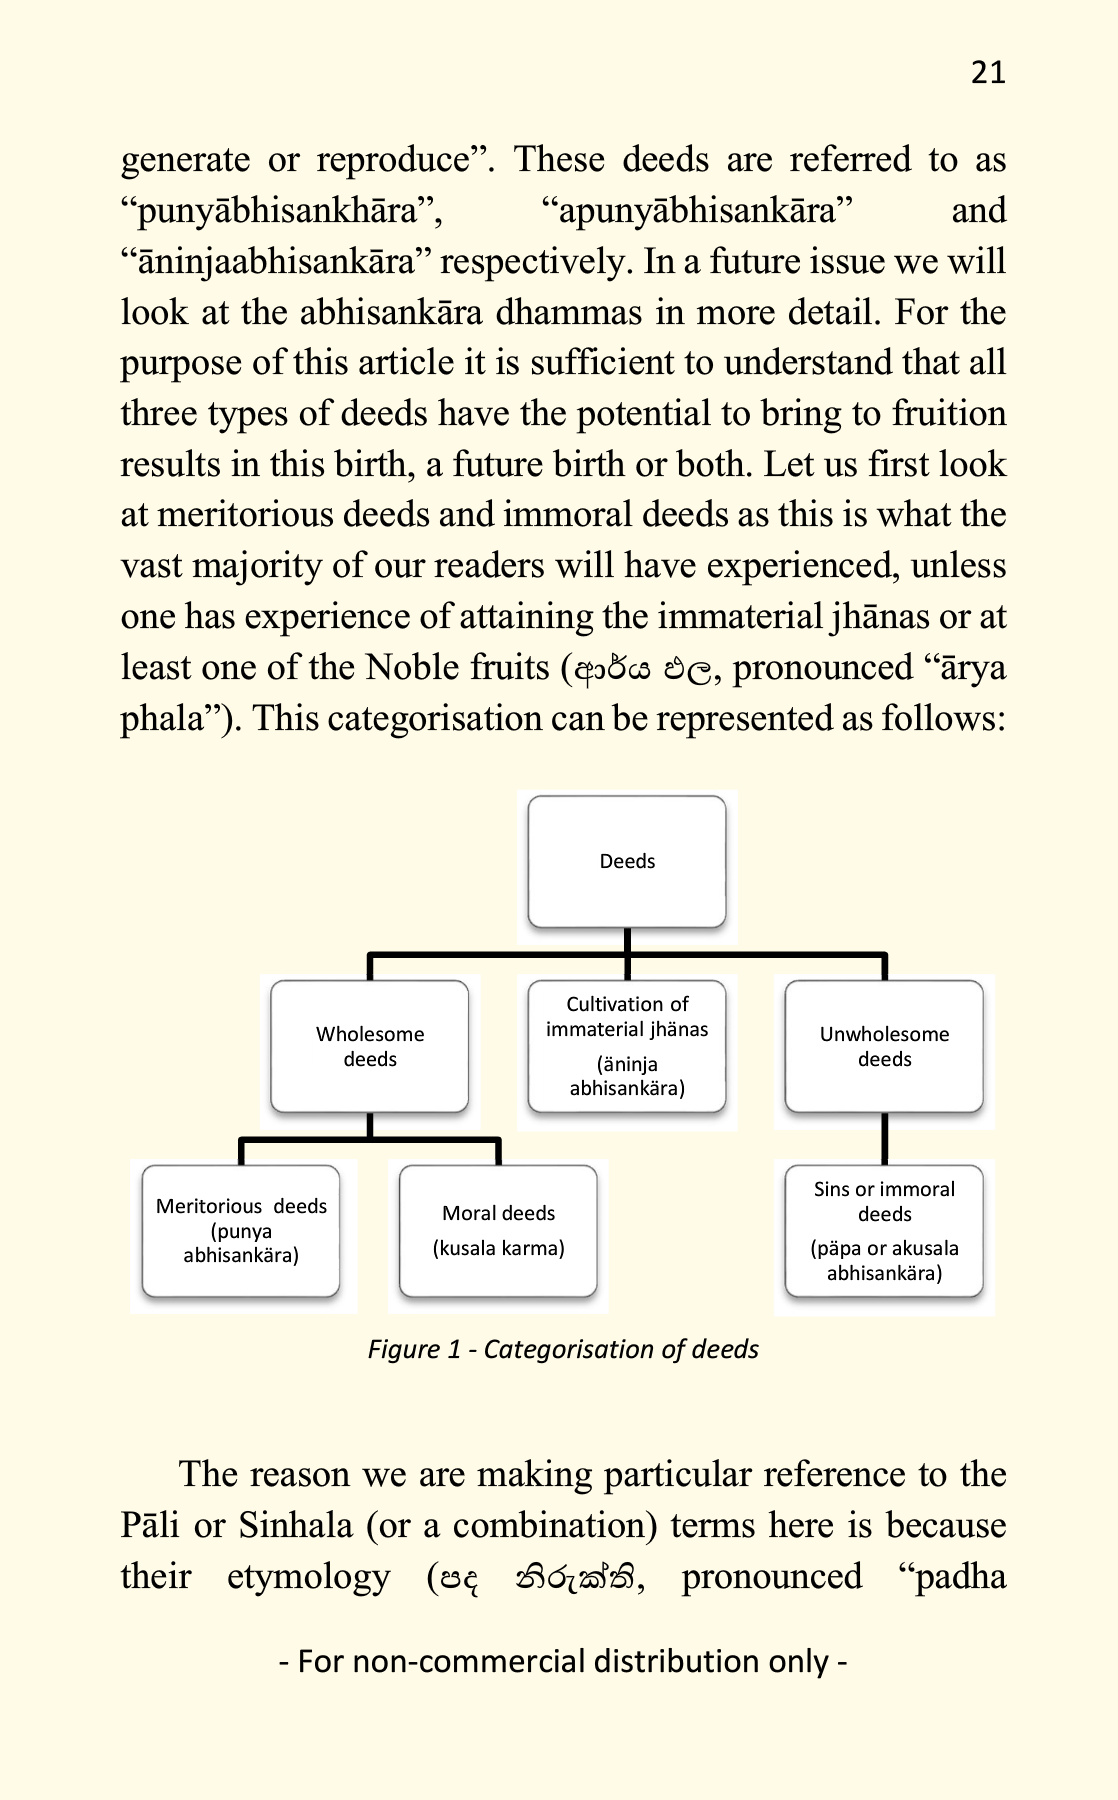 21
generate or reproduce”. These deeds are referred to as
“punyābhisankhāra”, “apunyābhisankāra” and
“āninjaabhisankāra” respectively. In a future issue we will
look at the abhisankāra dhammas in more detail. For the
purpose of this article it is sufficient to understand that all
three types of deeds have the potential to bring to fruition
results in this birth, a future birth or both. Let us first look
at meritorious deeds and immoral deeds as this is what the
vast majority of our readers will have experienced, unless
one has experience of attaining the immaterial jhānas or at
least one of the Noble fruits (ආර්ය ඵල, pronounced “ārya
phala”). This categorisation can be represented as follows:
Deeds
Wholesome
deeds
Cultivation of
immaterial jhänas
(äninja
abhisankära)
Unwholesome
deeds
Meritorious deeds
(punya
abhisankära)
Moral deeds
(kusala karma)
Sins or immoral
deeds
(päpa or akusala
abhisankära)
Figure 1 - Categorisation of deeds
The reason we are making particular reference to the
Pāli or Sinhala (or a combination) terms here is because
their etymology (පද නිරුක්ති, pronounced “padha
- For non-commercial distribution only -